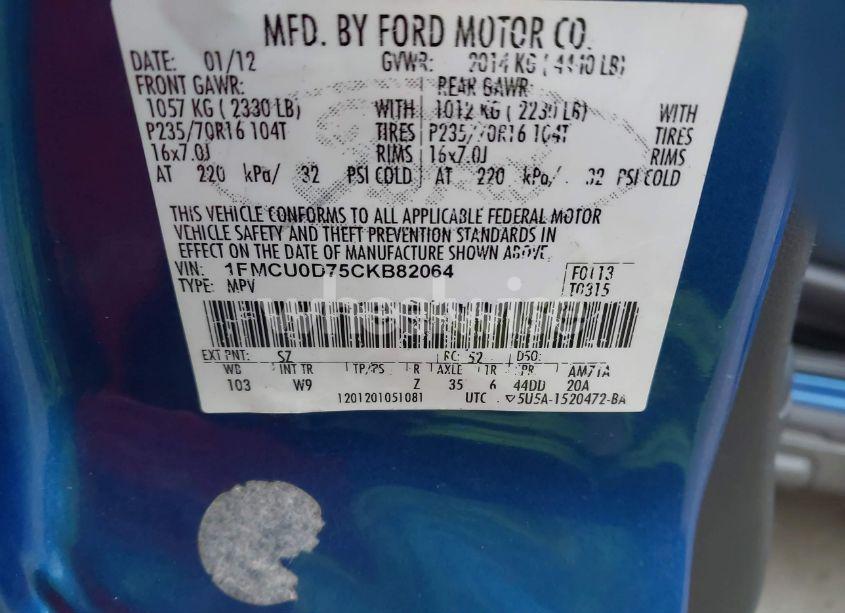 MFD. BY FORD MOTOR CO.
DATE: 01/12 GVWR: 2014 KG ( 4440 LB)
FRONT GAWR: REAR GAWR:
1057 KG ( 2330 LB) WITH 1012 KG ( 2230 LB) WITH
P235/70R16 104T TIRES P235/70R16 104T TIRES
16x7.0J RIMS 16x7.0J RIMS
AT 220 kPa/ 32 PSI COLD AT 220 kPa/ 32 PSI COLD
THIS VEHICLE CONFORMS TO ALL APPLICABLE FEDERAL MOTOR
VEHICLE SAFETY AND THEFT PREVENTION STANDARDS IN
EFFECT ON THE DATE OF MANUFACTURE SHOWN ABOVE.
VIN: 1FMCU0D75CKB82064 F0113
TYPE: MPV T0315
EXT PNT: SZ RC: 52 DSO:
WB INT TR TP/PS R AXLE TR SPR AM71A
103 W9 Z 35 6 44DD 20A
1201201051081 UTC 5U5A-1520472-BA